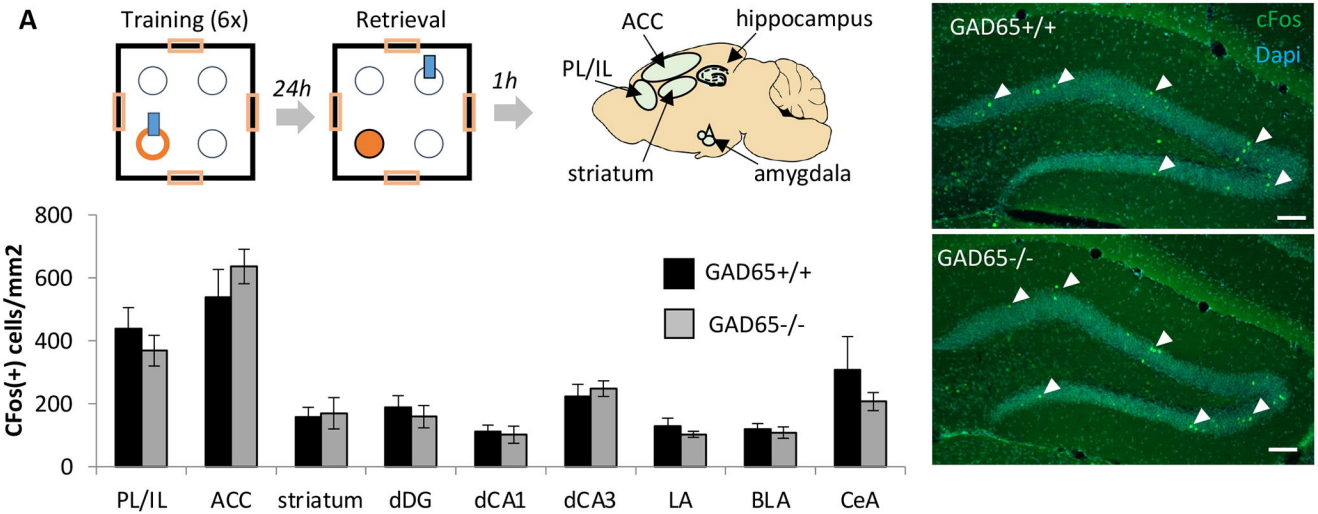 A
Training (6x)
Retrieval
24h
1h
ACC
hippocampus
PL/IL
striatum
amygdala
GAD65+/+
cFos
Dapi
GAD65-/-
CFos(+) cells/mm2
800
600
400
200
0
GAD65+/+
GAD65-/-
PL/IL
ACC
striatum
dDG
dCA1
dCA3
LA
BLA
CeA